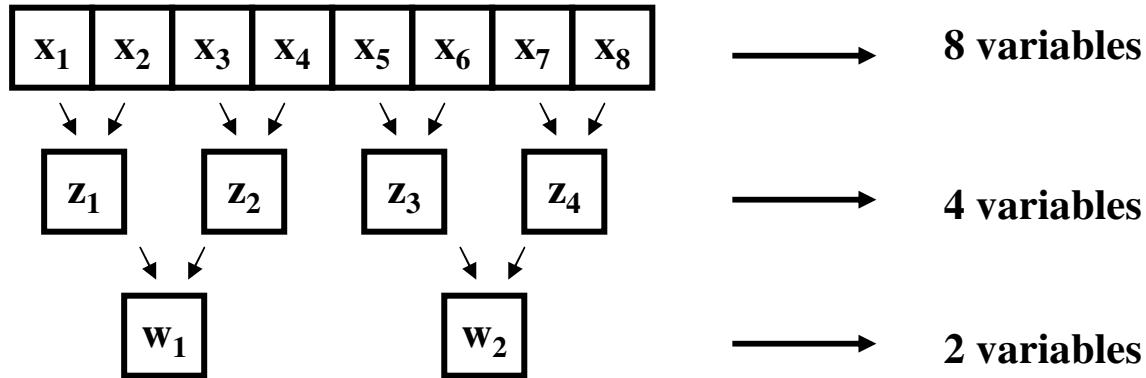 x₁ x₂ x₃ x₄ x₅ x₆ x₇ x₈ 8 variables
z₁ z₂ z₃ z₄ 4 variables
w₁ w₂ 2 variables